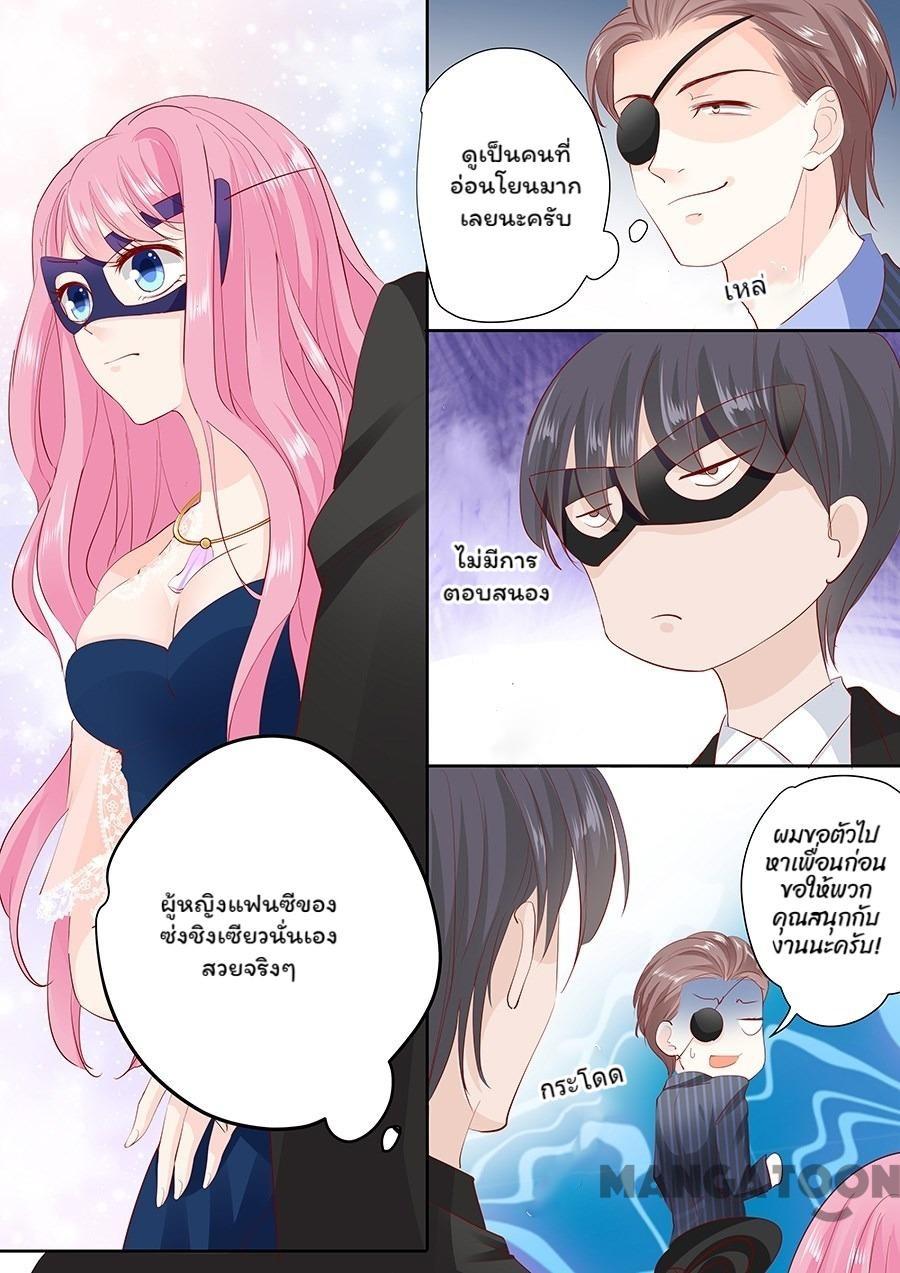 ดูเป็นคนที่
อ่อนโยนมาก
เลยนะครับ
เหล่
ไม่มีการ
ตอบสนอง
ผู้หญิงแฟนซีของ
ซ่งชิงเซียวนั่นเอง
สวยจริงๆ
ผมขอตัวไป
หาเพื่อนก่อน
ขอให้พวก
คุณสนุกกับ
งานนะครับ!
กระโดด
MANGATOON